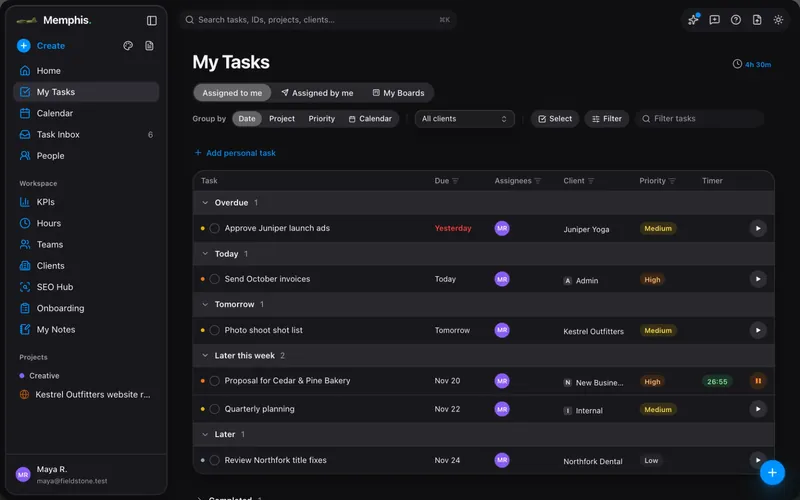 Memphis.
Search tasks, IDs, projects, clients... ⌘K
Create
Home
My Tasks
Calendar
Task Inbox 6
People
Workspace
KPIs
Hours
Teams
Clients
SEO Hub
Onboarding
My Notes
Projects
Creative
Kestrel Outfitters website r...
MR
Maya R.
maya@fieldstone.test
My Tasks
4h 30m
Assigned to me Assigned by me My Boards
Group by Date Project Priority Calendar All clients Select Filter Filter tasks
+ Add personal task
Task Due Assignees Client Priority Timer
Overdue 1
Approve Juniper launch ads Yesterday MR Juniper Yoga Medium
Today 1
Send October invoices Today MR A Admin High
Tomorrow 1
Photo shoot shot list Tomorrow MR Kestrel Outfitters Medium
Later this week 2
Proposal for Cedar & Pine Bakery Nov 20 MR N New Busine... High 26:55
Quarterly planning Nov 22 MR I Internal Medium
Later 1
Review Northfork title fixes Nov 24 MR Northfork Dental Low
Completed